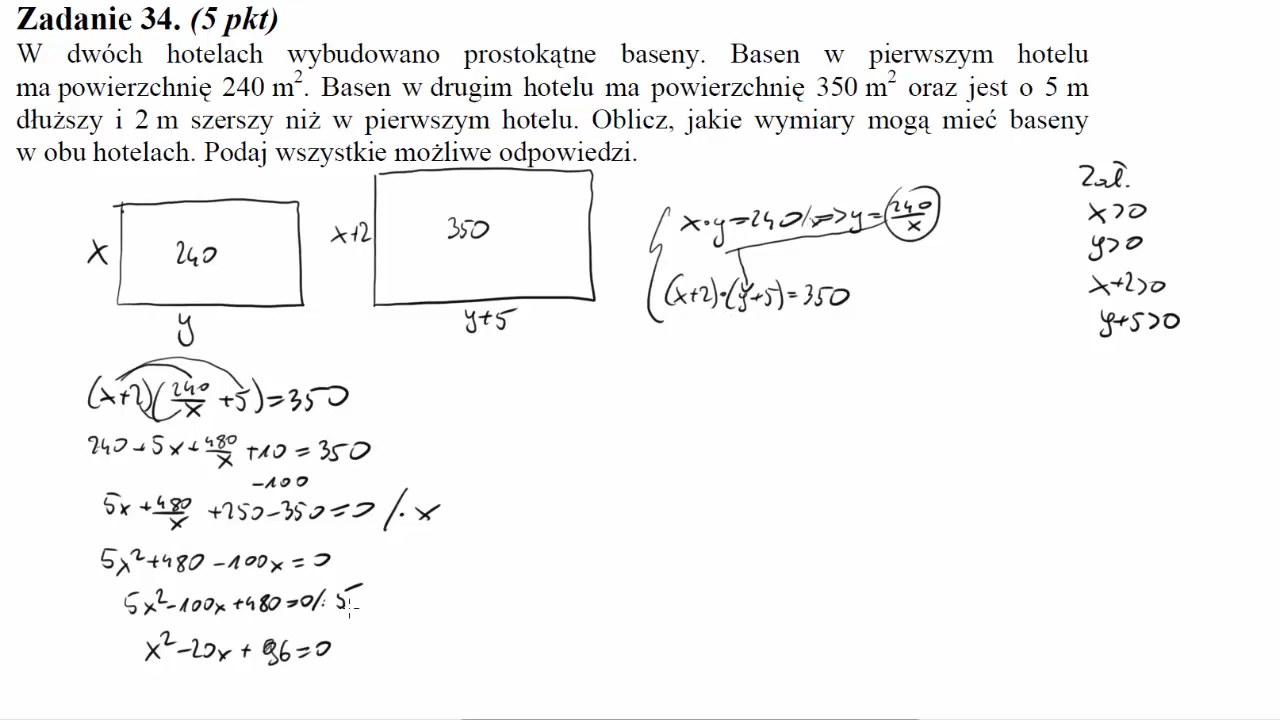 Zadanie 34. (5 pkt)
W dwóch hotelach wybudowano prostokątne baseny. Basen w pierwszym hotelu
ma powierzchnię 240 m². Basen w drugim hotelu ma powierzchnię 350 m² oraz jest o 5 m
dłuższy i 2 m szerszy niż w pierwszym hotelu. Oblicz, jakie wymiary mogą mieć baseny
w obu hotelach. Podaj wszystkie możliwe odpowiedzi.
x
240
y
x+2
350
y+5
x·y=240/=>y=240/x
(x+2)·(y+5)=350
Zał.
x>0
y>0
x+2>0
y+5>0
(x+2)(240/x+5)=350
240+5x+480/x+10=350
-100
5x+480/x+250-350=0/·x
5x²+480-100x=0
5x²-100x+480=0/:5
x²-20x+96=0